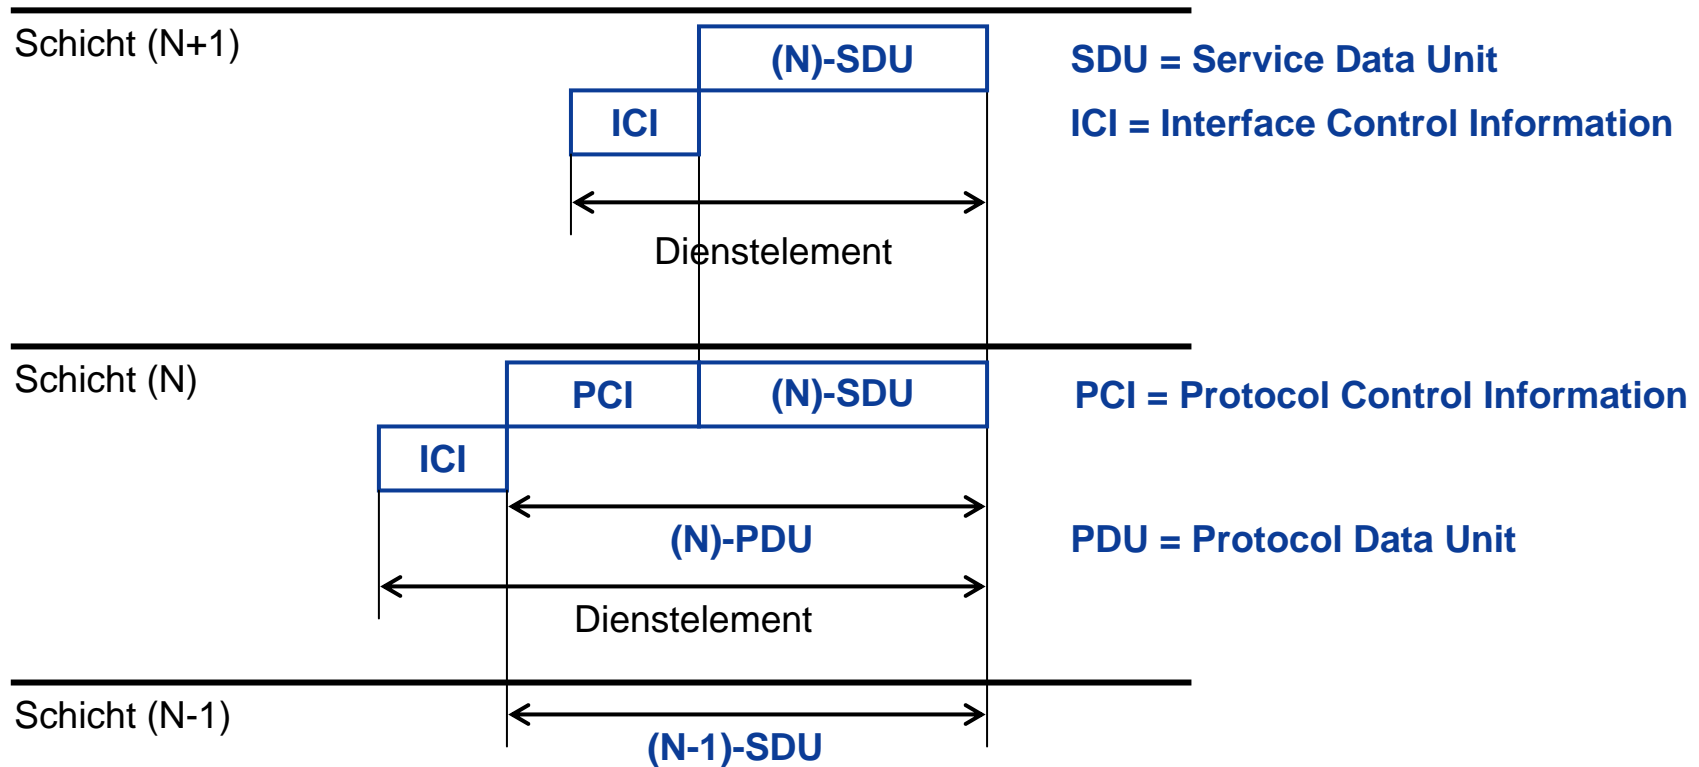 Schicht (N+1)
(N)-SDU
SDU = Service Data Unit
ICI
ICI = Interface Control Information
Dienstelement
Schicht (N)
PCI
(N)-SDU
PCI = Protocol Control Information
ICI
(N)-PDU
PDU = Protocol Data Unit
Dienstelement
Schicht (N-1)
(N-1)-SDU